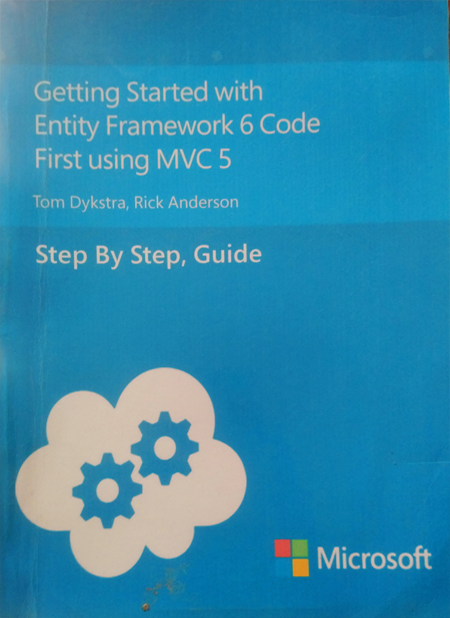 Getting Started with
Entity Framework 6 Code
First using MVC 5
Tom Dykstra, Rick Anderson
Step By Step, Guide
Microsoft